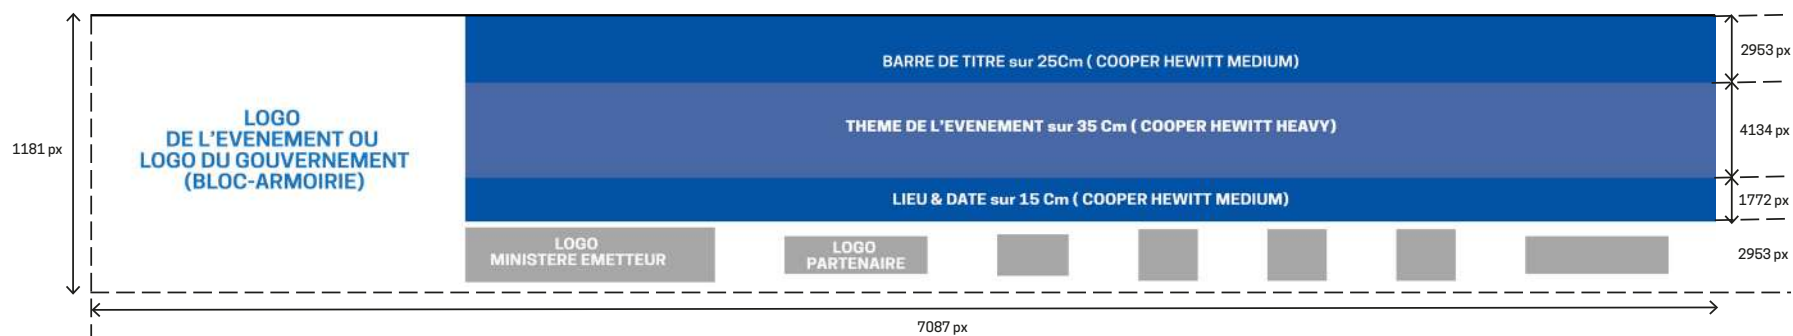 1181 px
LOGO
DE L'EVENEMENT OU
LOGO DU GOUVERNEMENT
(BLOC-ARMOIRIE)
BARRE DE TITRE sur 25Cm ( COOPER HEWITT MEDIUM)
2953 px
THEME DE L'EVENEMENT sur 35 Cm ( COOPER HEWITT HEAVY)
4134 px
LIEU & DATE sur 15 Cm ( COOPER HEWITT MEDIUM)
1772 px
LOGO
MINISTERE EMETTEUR
LOGO
PARTENAIRE
2953 px
7087 px